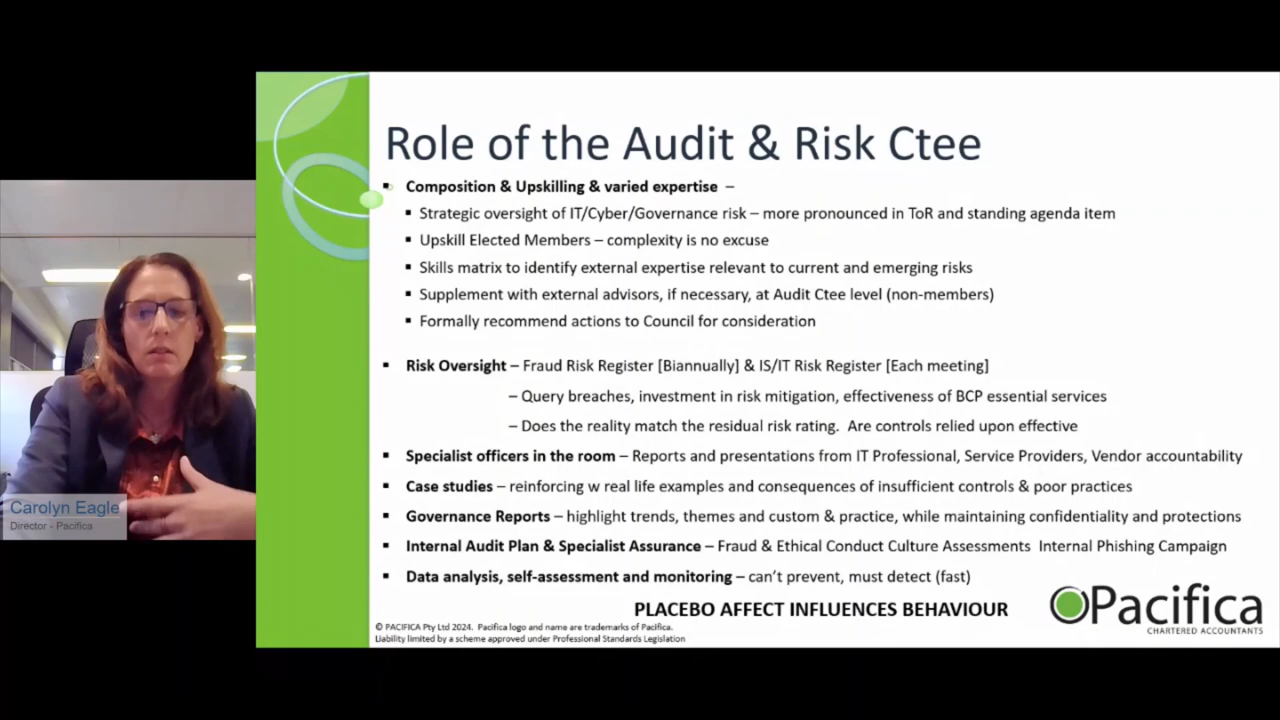 Role of the Audit & Risk Ctee
Composition & Upskilling & varied expertise –
Strategic oversight of IT/Cyber/Governance risk – more pronounced in ToR and standing agenda item
Upskill Elected Members – complexity is no excuse
Skills matrix to identify external expertise relevant to current and emerging risks
Supplement with external advisors, if necessary, at Audit Ctee level (non-members)
Formally recommend actions to Council for consideration
Risk Oversight – Fraud Risk Register [Biannually] & IS/IT Risk Register [Each meeting]
– Query breaches, investment in risk mitigation, effectiveness of BCP essential services
– Does the reality match the residual risk rating. Are controls relied upon effective
Specialist officers in the room – Reports and presentations from IT Professional, Service Providers, Vendor accountability
Case studies – reinforcing w real life examples and consequences of insufficient controls & poor practices
Governance Reports – highlight trends, themes and custom & practice, while maintaining confidentiality and protections
Internal Audit Plan & Specialist Assurance – Fraud & Ethical Conduct Culture Assessments Internal Phishing Campaign
Data analysis, self-assessment and monitoring – can't prevent, must detect (fast)
PLACEBO AFFECT INFLUENCES BEHAVIOUR
© PACIFICA Pty Ltd 2024. Pacifica logo and name are trademarks of Pacifica.
Liability limited by a scheme approved under Professional Standards Legislation
Pacifica
CHARTERED ACCOUNTANTS
Carolyn Eagle
Director - Pacifica